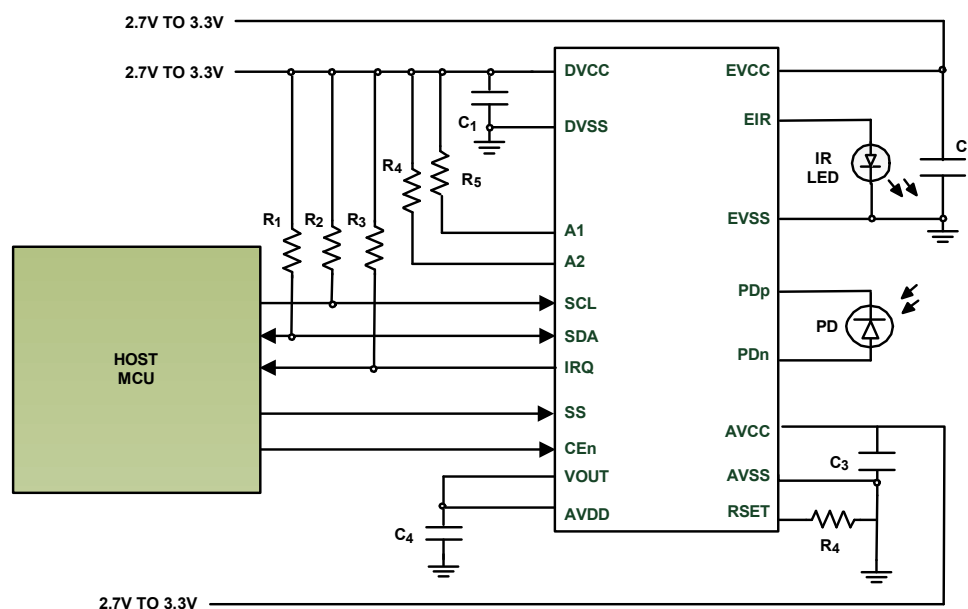 2.7V TO 3.3V
2.7V TO 3.3V
DVCC
EVCC
C1
DVSS
EIR
R4
R5
IR
LED
C
R1
R2
R3
A1
EVSS
A2
SCL
PDp
SDA
PD
HOST
MCU
IRQ
PDn
SS
AVCC
CEn
VOUT
AVSS
C3
C4
AVDD
RSET
R4
2.7V TO 3.3V